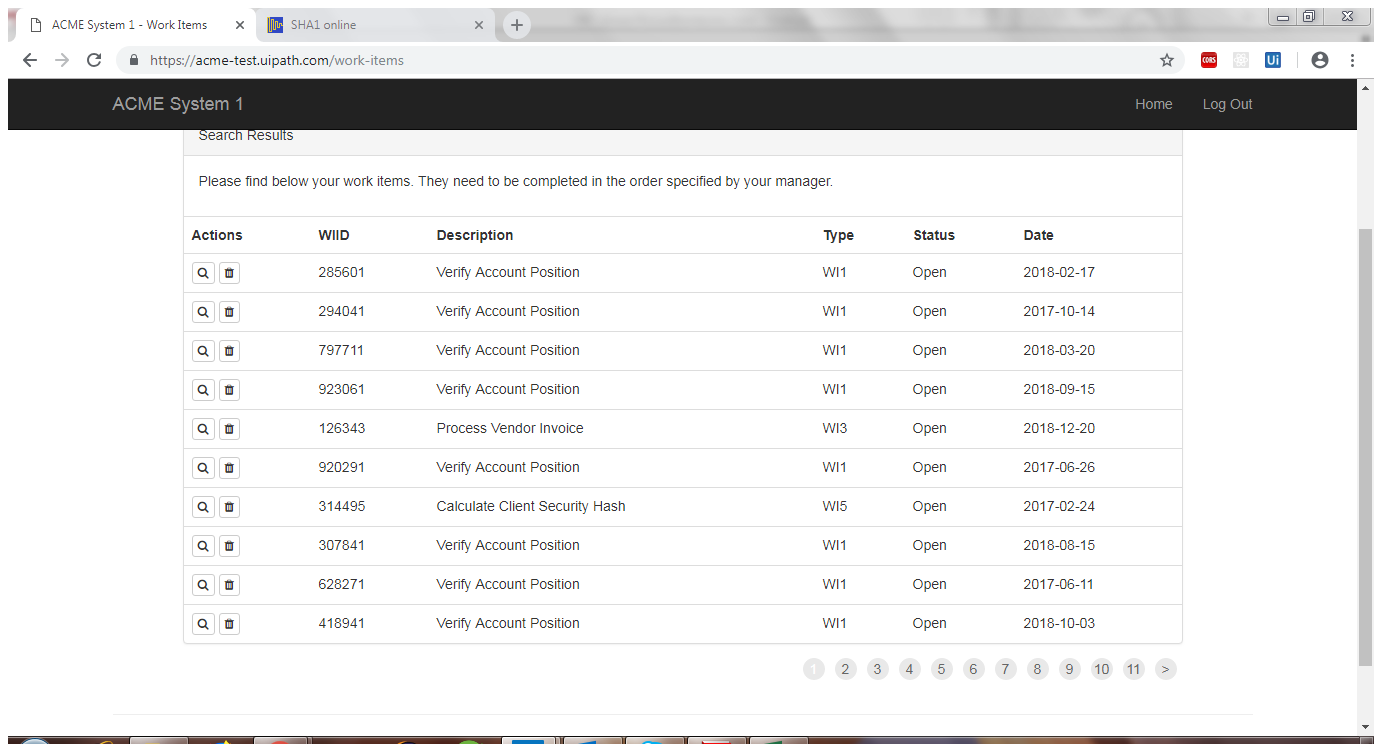 ACME System 1 - Work Items SHA1 online
https://acme-test.uipath.com/work-items CORS Ui
ACME System 1 Home Log Out
Search Results
Please find below your work items. They need to be completed in the order specified by your manager.
Actions WIID Description Type Status Date
285601 Verify Account Position WI1 Open 2018-02-17
294041 Verify Account Position WI1 Open 2017-10-14
797711 Verify Account Position WI1 Open 2018-03-20
923061 Verify Account Position WI1 Open 2018-09-15
126343 Process Vendor Invoice WI3 Open 2018-12-20
920291 Verify Account Position WI1 Open 2017-06-26
314495 Calculate Client Security Hash WI5 Open 2017-02-24
307841 Verify Account Position WI1 Open 2018-08-15
628271 Verify Account Position WI1 Open 2017-06-11
418941 Verify Account Position WI1 Open 2018-10-03
1 2 3 4 5 6 7 8 9 10 11 >